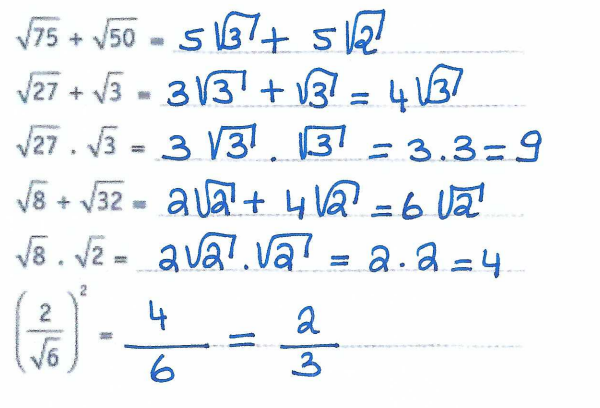 √75 + √50 = 5√3 + 5√2
√27 + √3 = 3√3 + √3 = 4√3
√27 . √3 = 3√3 . √3 = 3.3 = 9
√8 + √32 = 2√2 + 4√2 = 6√2
√8 . √2 = 2√2 . √2 = 2.2 = 4
(2/√6)² = 4/6 = 2/3